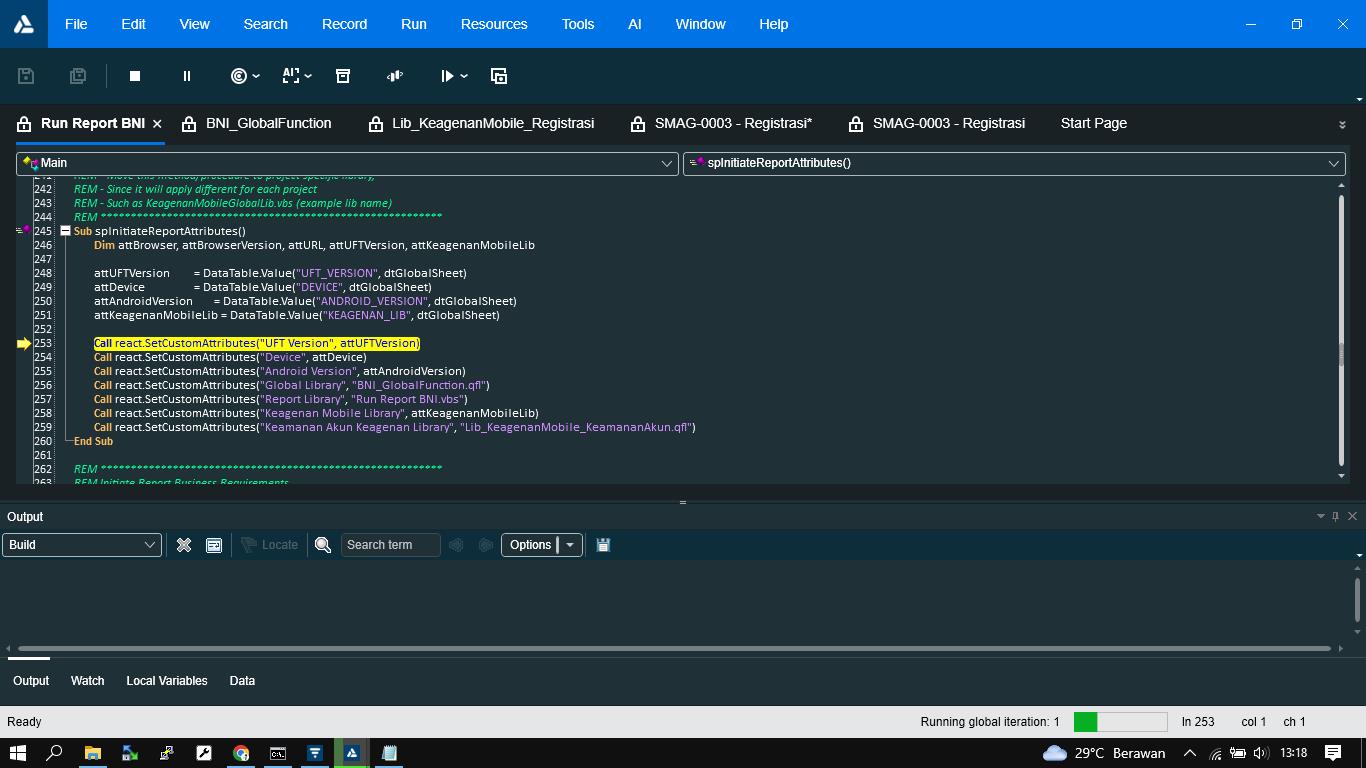 File Edit View Search Record Run Resources Tools AI Window Help
Run Report BNI BNI_GlobalFunction Lib_KeagenanMobile_Registrasi SMAG-0003 - Registrasi* SMAG-0003 - Registrasi Start Page
Main spInitiateReportAttributes()
241 REM - Move this method/procedure to project specific library,
242 REM - Since it will apply different for each project
243 REM - Such as KeagenanMobileGlobalLib.vbs (example lib name)
244 REM *********************************************************
245 Sub spInitiateReportAttributes()
246 Dim attBrowser, attBrowserVersion, attURL, attUFTVersion, attKeagenanMobileLib
247
248 attUFTVersion = DataTable.Value("UFT_VERSION", dtGlobalSheet)
249 attDevice = DataTable.Value("DEVICE", dtGlobalSheet)
250 attAndroidVersion = DataTable.Value("ANDROID_VERSION", dtGlobalSheet)
251 attKeagenanMobileLib = DataTable.Value("KEAGENAN_LIB", dtGlobalSheet)
252
253 Call react.SetCustomAttributes("UFT Version", attUFTVersion)
254 Call react.SetCustomAttributes("Device", attDevice)
255 Call react.SetCustomAttributes("Android Version", attAndroidVersion)
256 Call react.SetCustomAttributes("Global Library", "BNI_GlobalFunction.qfl")
257 Call react.SetCustomAttributes("Report Library", "Run Report BNI.vbs")
258 Call react.SetCustomAttributes("Keagenan Mobile Library", attKeagenanMobileLib)
259 Call react.SetCustomAttributes("Keamanan Akun Keagenan Library", "Lib_KeagenanMobile_KeamananAkun.qfl")
260 End Sub
261
262 REM *********************************************************
263 REM Initiate Report Business Requirements
Output
Build Locate Search term Options
Output Watch Local Variables Data
Ready Running global iteration: 1 ln 253 col 1 ch 1
29°C Berawan 13:18